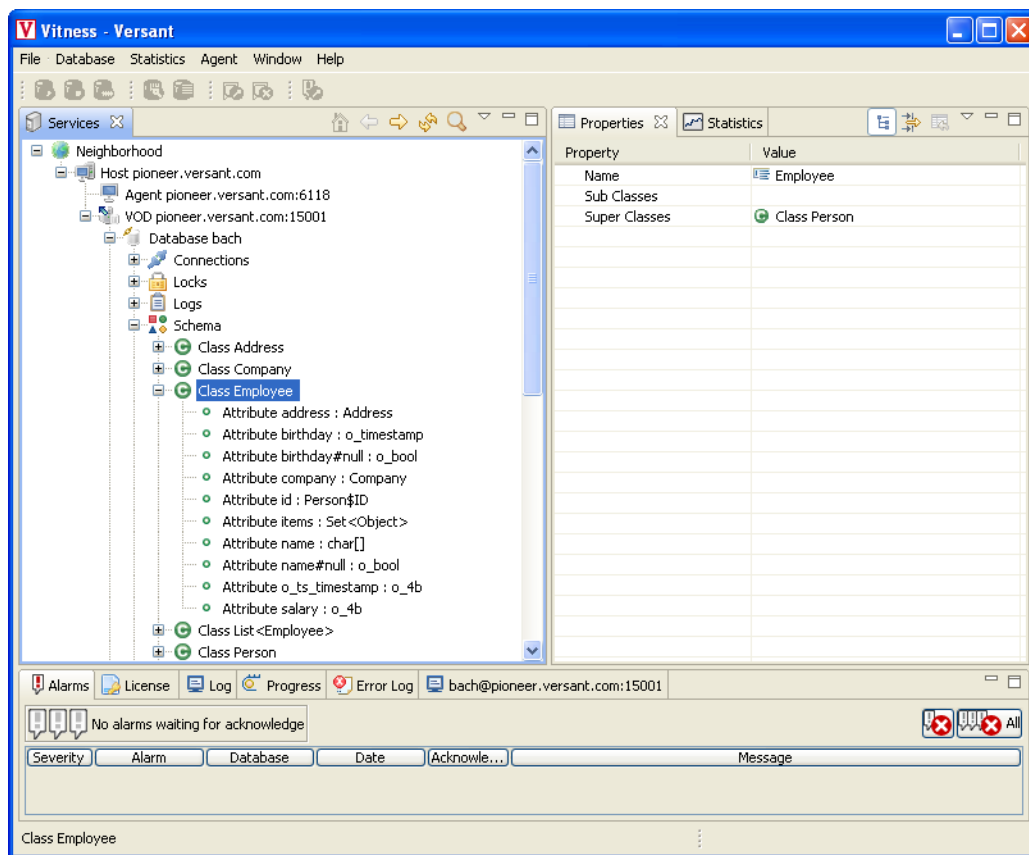 Vitness - Versant
File Database Statistics Agent Window Help
Services
Neighborhood
Host pioneer.versant.com
Agent pioneer.versant.com:6118
VOD pioneer.versant.com:15001
Database bach
Connections
Locks
Logs
Schema
Class Address
Class Company
Class Employee
Attribute address : Address
Attribute birthday : o_timestamp
Attribute birthday#null : o_bool
Attribute company : Company
Attribute id : Person$ID
Attribute items : Set<Object>
Attribute name : char[]
Attribute name#null : o_bool
Attribute o_ts_timestamp : o_4b
Attribute salary : o_4b
Class List<Employee>
Class Person
Properties Statistics
Property Value
Name Employee
Sub Classes
Super Classes Class Person
Alarms License Log Progress Error Log bach@pioneer.versant.com:15001
No alarms waiting for acknowledge All
Severity Alarm Database Date Acknowle... Message
Class Employee